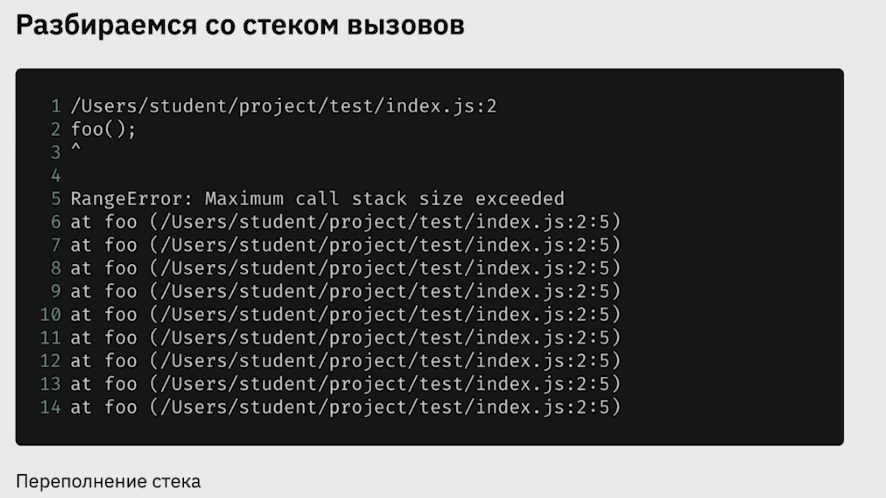 Разбираемся со стеком вызовов
1 /Users/student/project/test/index.js:2
2 foo();
3 ^
4
5 RangeError: Maximum call stack size exceeded
6 at foo (/Users/student/project/test/index.js:2:5)
7 at foo (/Users/student/project/test/index.js:2:5)
8 at foo (/Users/student/project/test/index.js:2:5)
9 at foo (/Users/student/project/test/index.js:2:5)
10 at foo (/Users/student/project/test/index.js:2:5)
11 at foo (/Users/student/project/test/index.js:2:5)
12 at foo (/Users/student/project/test/index.js:2:5)
13 at foo (/Users/student/project/test/index.js:2:5)
14 at foo (/Users/student/project/test/index.js:2:5)
Переполнение стека